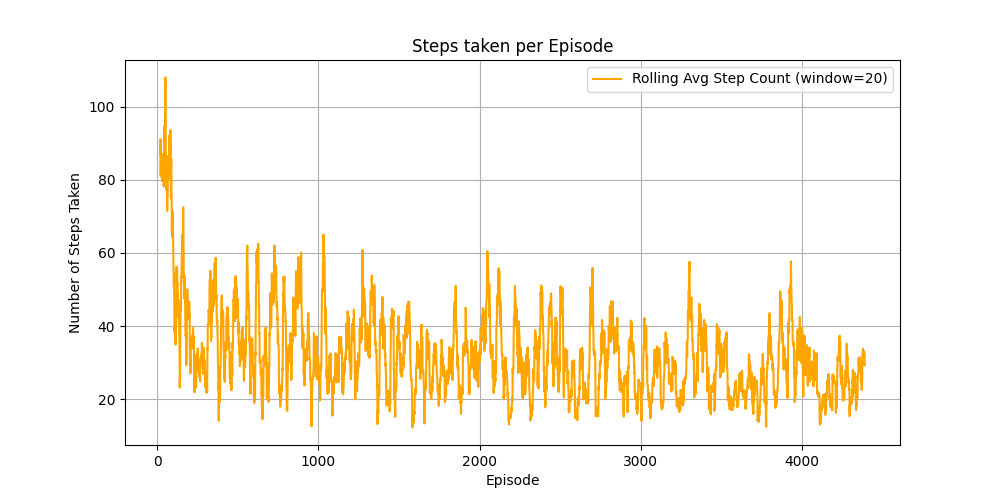 Steps taken per Episode
Rolling Avg Step Count (window=20)
Number of Steps Taken
100
80
60
40
20
0
1000
2000
3000
4000
Episode